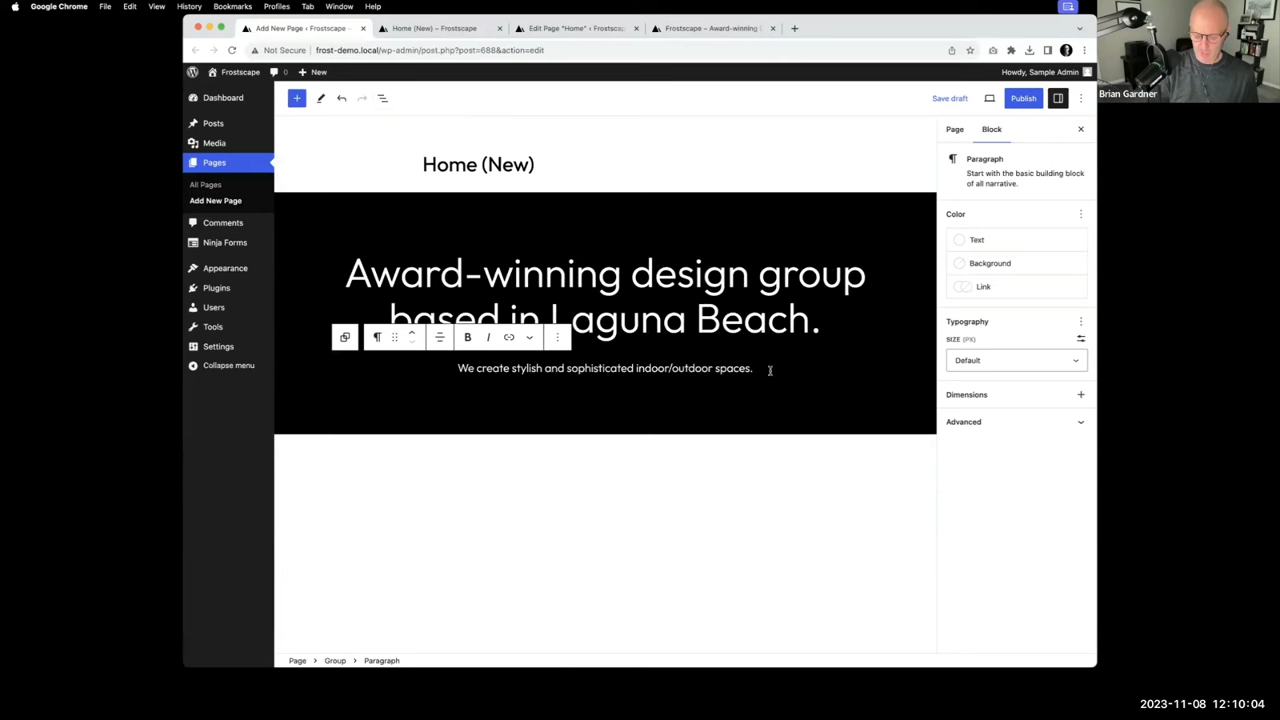 Google Chrome File Edit View History Bookmarks Profiles Tab Window Help
Add New Page ‹ Frostscape – Home (New) – Frostscape Edit Page "Home" ‹ Frostsca Frostscape – Award-winning
Not Secure frost-demo.local/wp-admin/post.php?post=688&action=edit
Frostscape 0 New Howdy, Sample Admin
Brian Gardner
Dashboard
Posts
Media
Pages
All Pages
Add New Page
Comments
Ninja Forms
Appearance
Plugins
Users
Tools
Settings
Collapse menu
Save draft Publish
Home (New)
Award-winning design group
based in Laguna Beach.
B I
We create stylish and sophisticated indoor/outdoor spaces.
Page Block
Paragraph
Start with the basic building block
of all narrative.
Color
Text
Background
Link
Typography
SIZE (PX)
Default
Dimensions
Advanced
Page > Group > Paragraph
2023-11-08 12:10:04